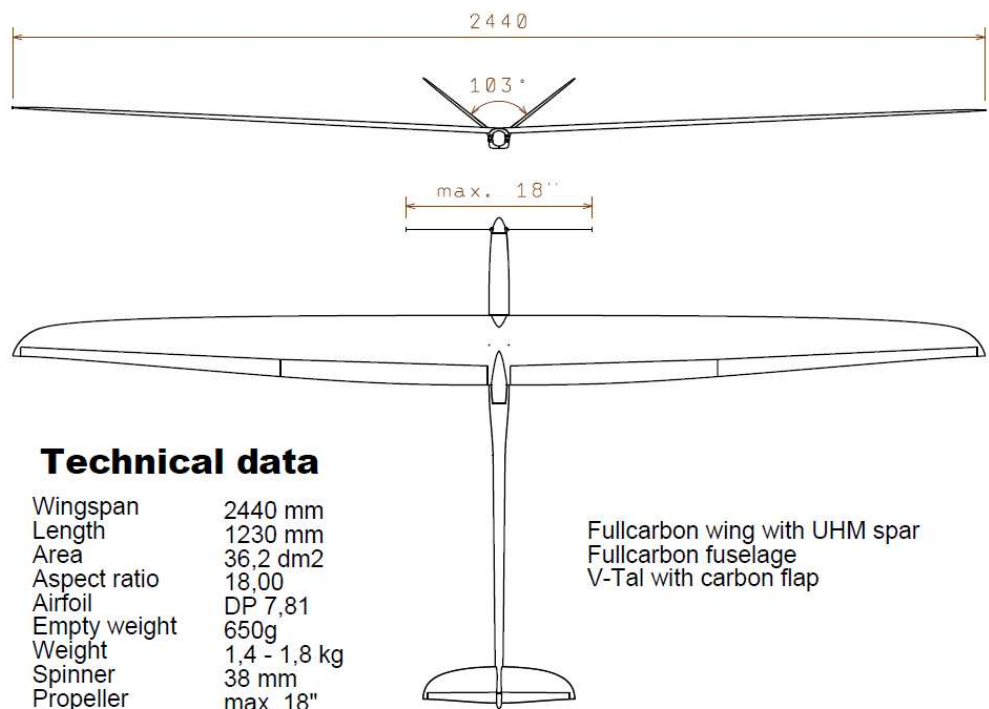 2440
103°
max. 18"
Technical data
Wingspan 2440 mm
Length 1230 mm
Area 36,2 dm2
Aspect ratio 18,00
Airfoil DP 7,81
Empty weight 650g
Weight 1,4 - 1,8 kg
Spinner 38 mm
Propeller max. 18"
Fullcarbon wing with UHM spar
Fullcarbon fuselage
V-Tal with carbon flap